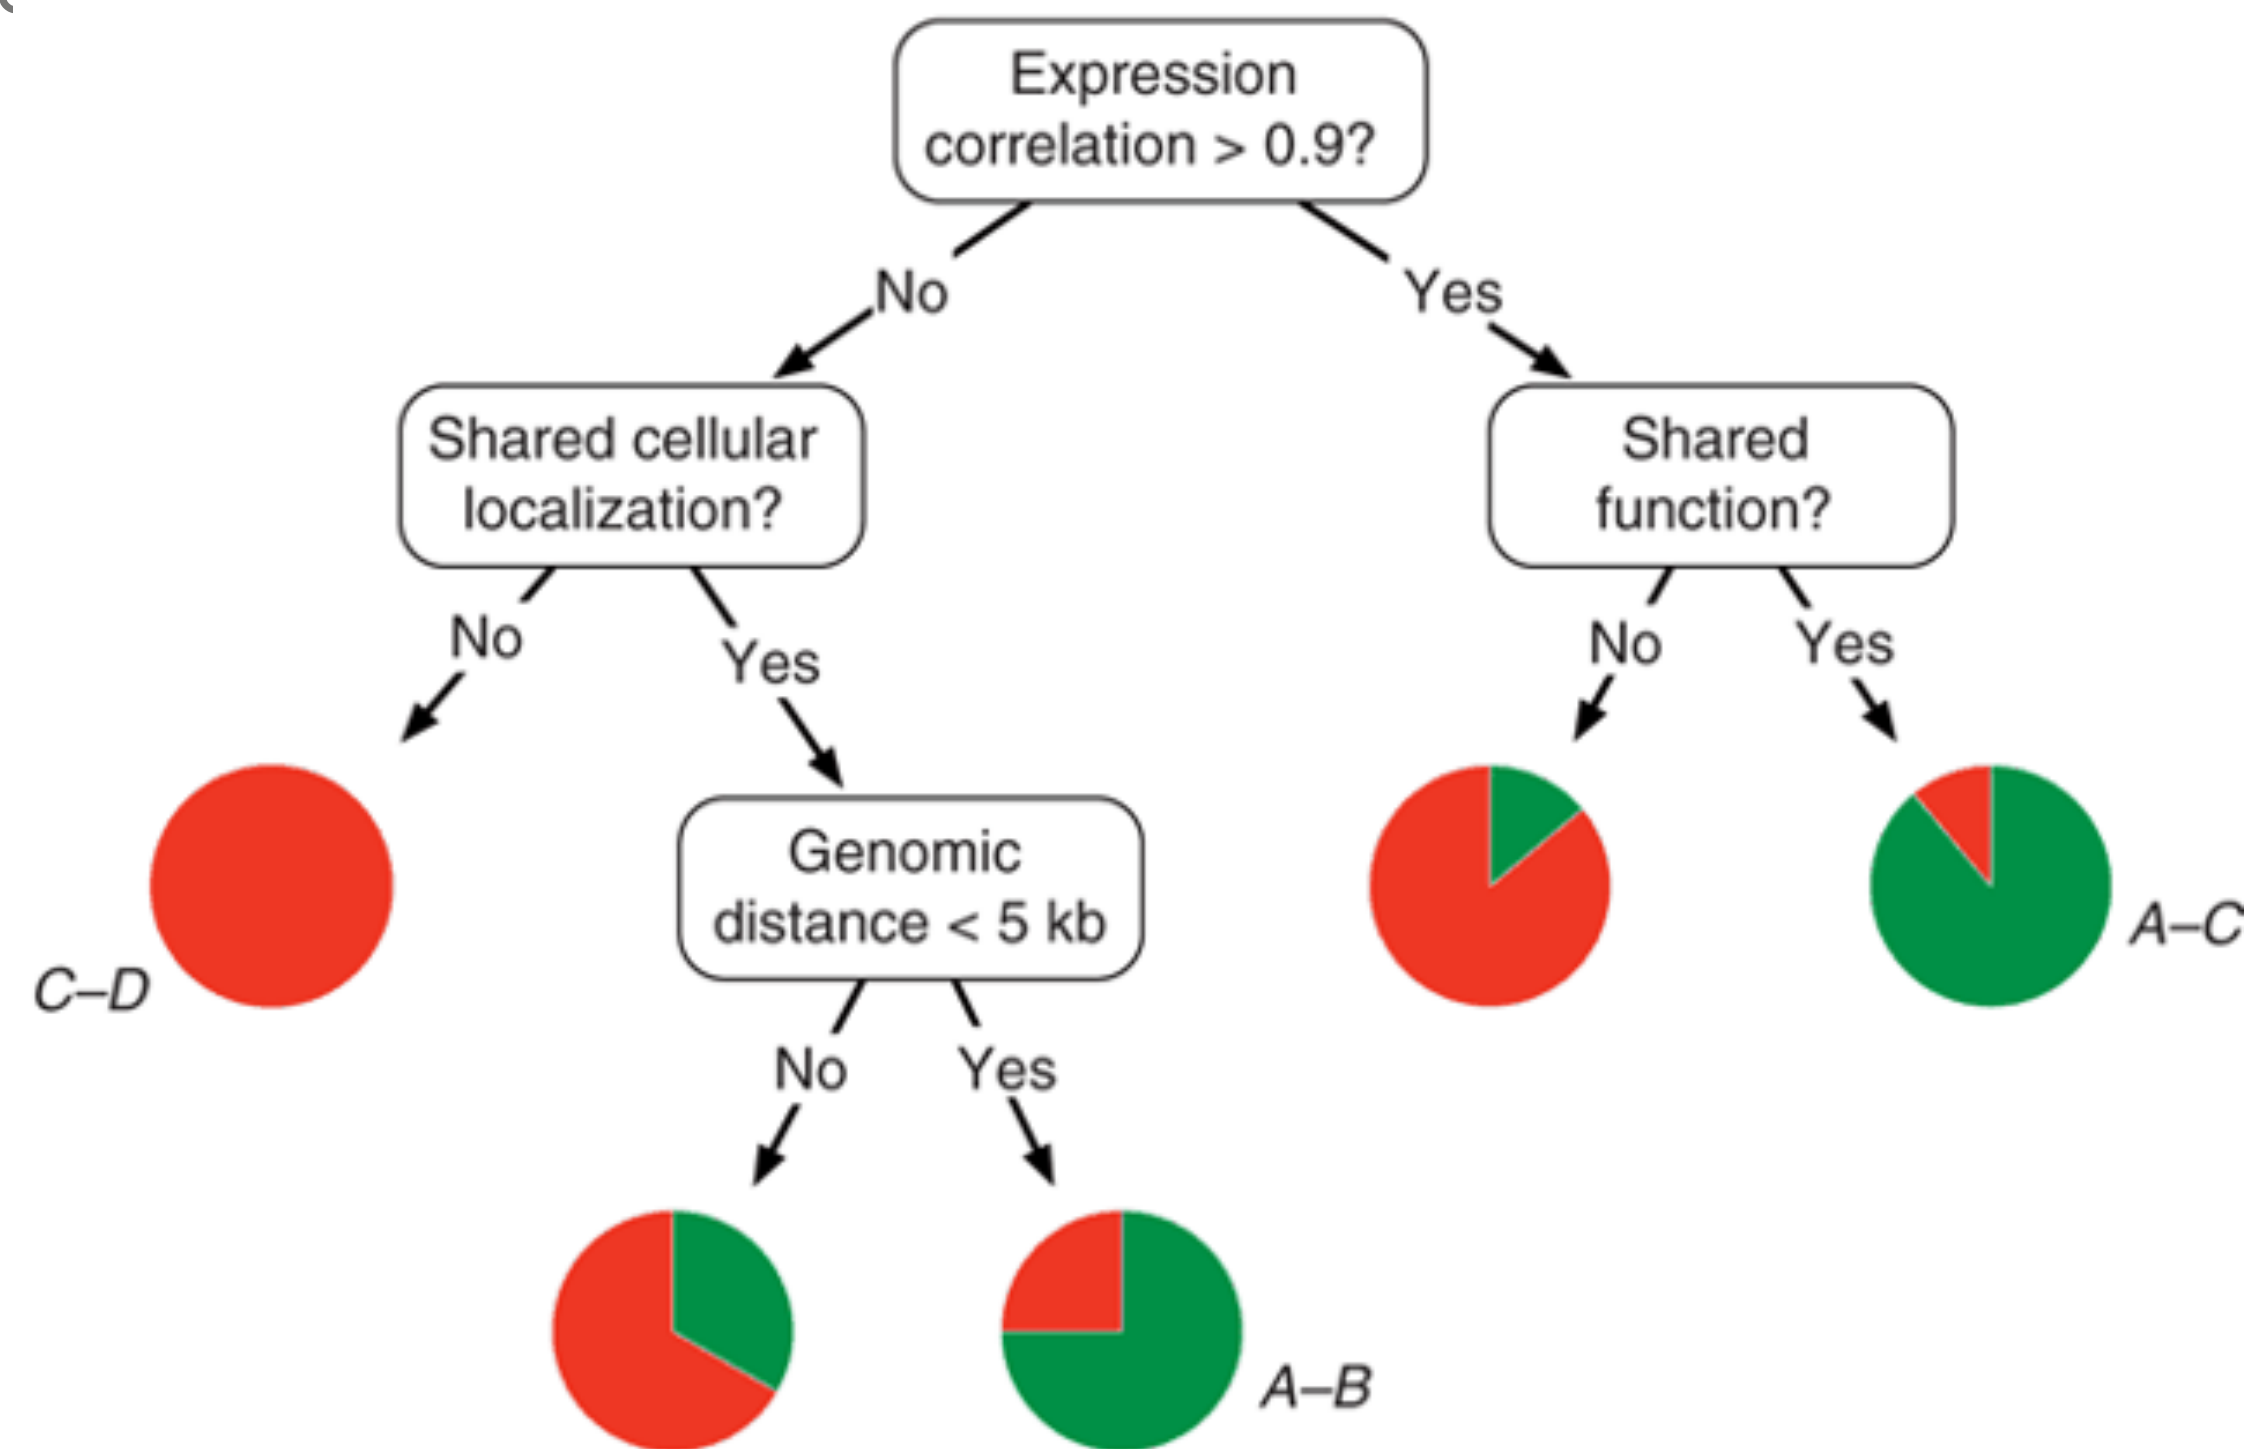 Expression
correlation > 0.9?
No
Yes
Shared cellular
localization?
Shared
function?
No
Yes
No
Yes
Genomic
distance < 5 kb
C–D
A–C
No
Yes
A–B